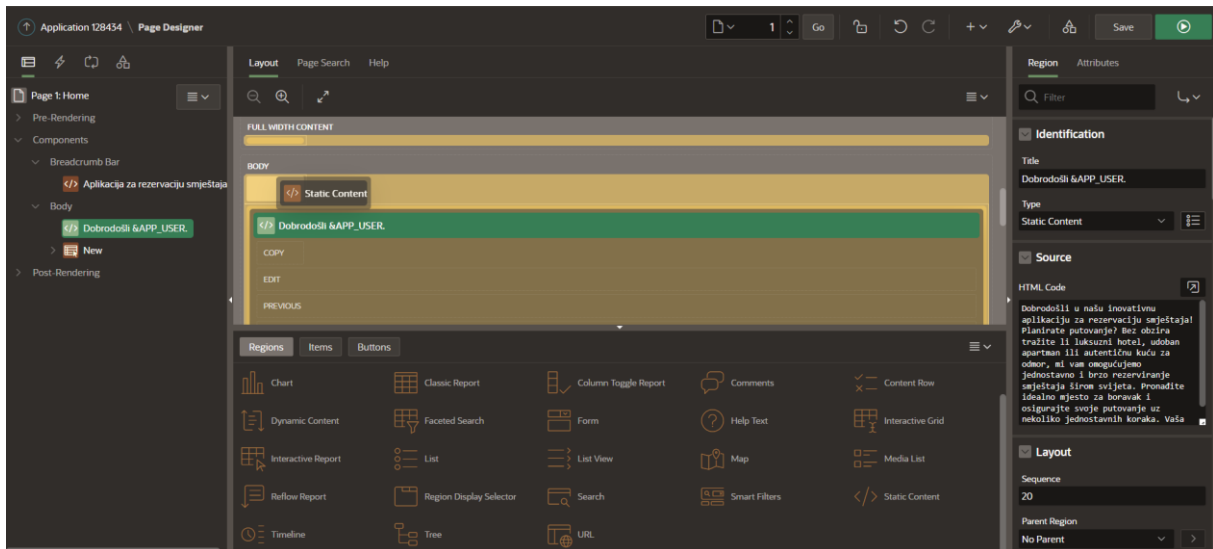 Application 128434 \ Page Designer
1
Go
Save
Page 1: Home
Pre-Rendering
Components
Breadcrumb Bar
Aplikacija za rezervaciju smještaja
Body
Dobrodošli &APP_USER.
New
Post-Rendering
Layout Page Search Help
FULL WIDTH CONTENT
BODY
Static Content
Dobrodošli &APP_USER.
COPY
EDIT
PREVIOUS
Regions Items Buttons
Chart Classic Report Column Toggle Report Comments Content Row
Dynamic Content Faceted Search Form Help Text Interactive Grid
Interactive Report List List View Map Media List
Reflow Report Region Display Selector Search Smart Filters Static Content
Timeline Tree URL
Region Attributes
Filter
Identification
Title
Dobrodošli &APP_USER.
Type
Static Content
Source
HTML Code
Dobrodošli u našu inovativnu
aplikaciju za rezervaciju smještaja!
Planirate putovanje? Bez obzira
tražite li luksuzni hotel, udoban
apartman ili autentičnu kuću za
odmor, mi vam omogućujemo
jednostavno i brzo rezerviranje
smještaja širom svijeta. Pronađite
idealno mjesto za boravak i
osigurajte svoje putovanje uz
nekoliko jednostavnih koraka. Vaša
Layout
Sequence
20
Parent Region
No Parent